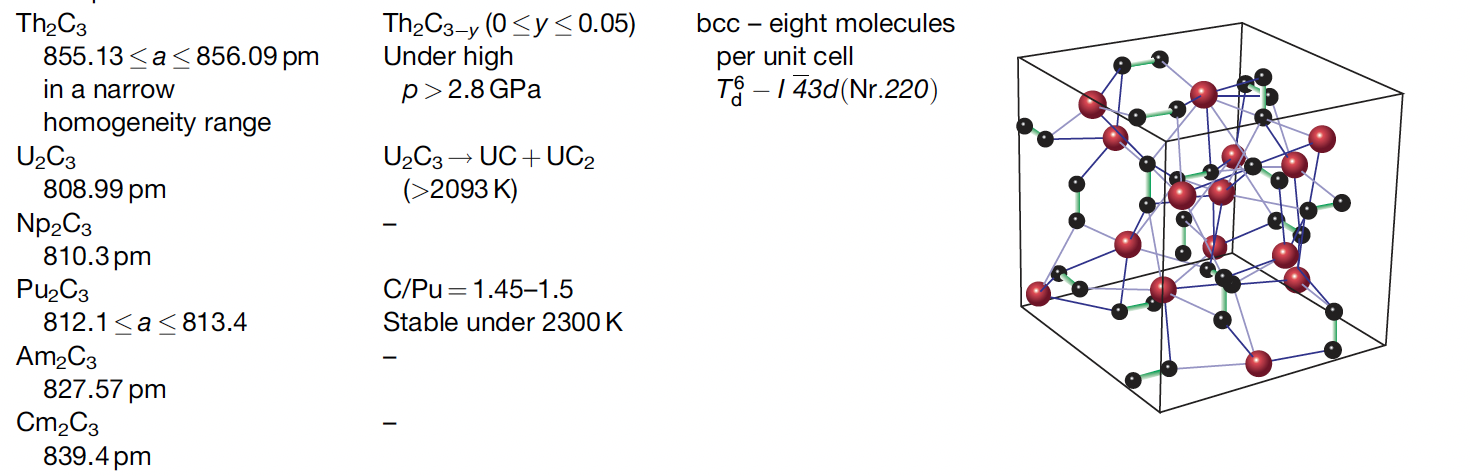 Th₂C₃
855.13 ≤ a ≤ 856.09 pm
in a narrow
homogeneity range
U₂C₃
808.99 pm
Np₂C₃
810.3 pm
Pu₂C₃
812.1 ≤ a ≤ 813.4
Am₂C₃
827.57 pm
Cm₂C₃
839.4 pm
Th₂C₃₋y (0 ≤ y ≤ 0.05)
Under high
p > 2.8 GPa
U₂C₃ → UC + UC₂
(>2093 K)
–
C/Pu = 1.45–1.5
Stable under 2300 K
–
–
bcc – eight molecules
per unit cell
T⁶d – I 4̅3d(Nr.220)